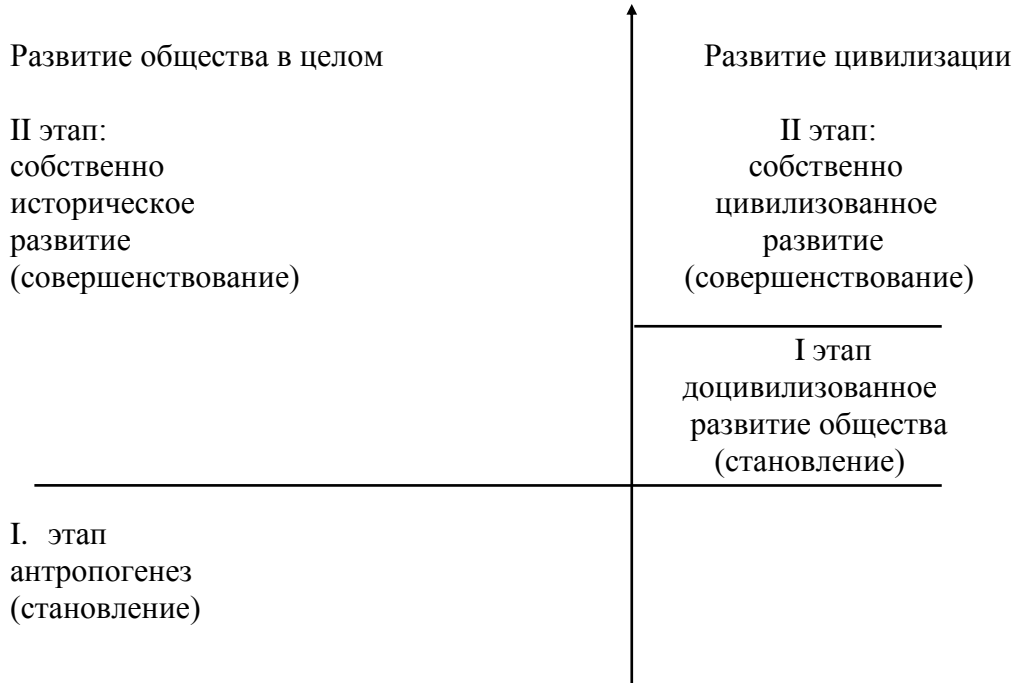 Развитие общества в целом
Развитие цивилизации
II этап:
собственно
историческое
развитие
(совершенствование)
II этап:
собственно
цивилизованное
развитие
(совершенствование)
I этап
доцивилизованное
развитие общества
(становление)
I. этап
антропогенез
(становление)